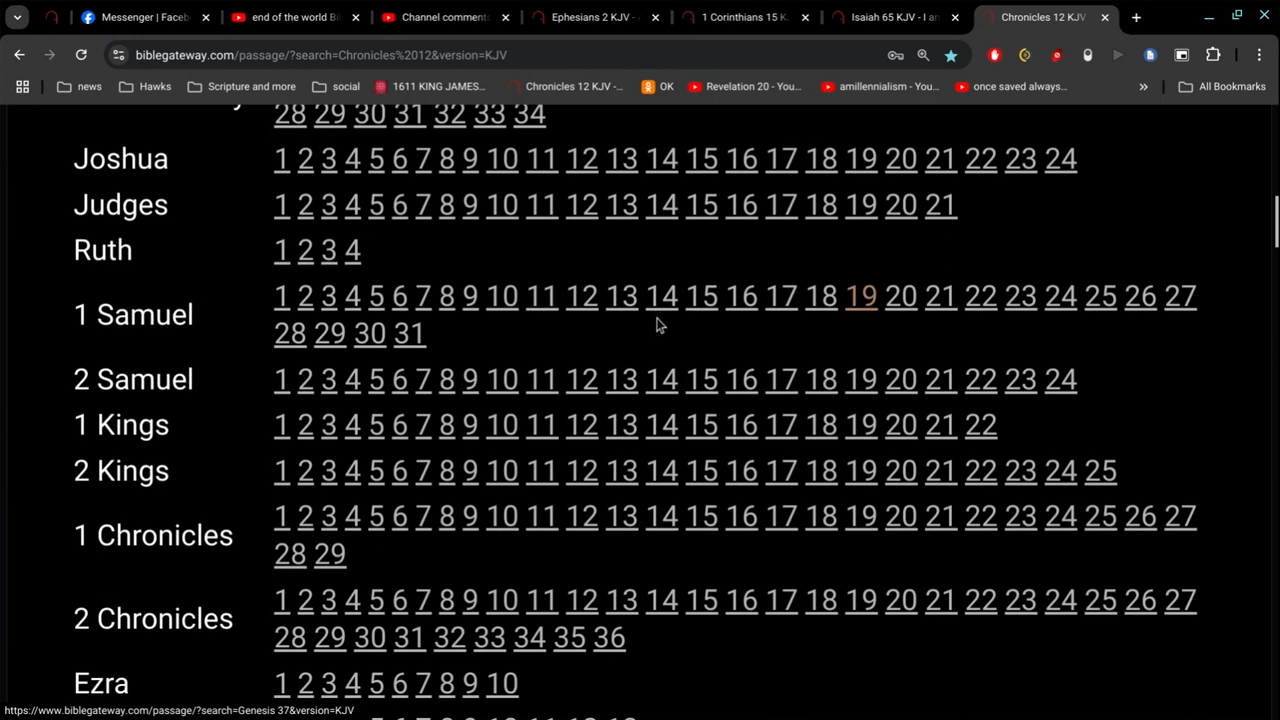 Messenger | Faceb
end of the world Bi
Channel comment
Ephesians 2 KJV -
1 Corinthians 15 K
Isaiah 65 KJV - I an
Chronicles 12 KJV
biblegateway.com/passage/?search=Chronicles%2012&version=KJV
news
Hawks
Scripture and more
social
1611 KING JAMES...
Chronicles 12 KJV -...
OK
Revelation 20 - You...
amillennialism - You...
once saved always...
»
All Bookmarks
28 29 30 31 32 33 34
Joshua 1 2 3 4 5 6 7 8 9 10 11 12 13 14 15 16 17 18 19 20 21 22 23 24
Judges 1 2 3 4 5 6 7 8 9 10 11 12 13 14 15 16 17 18 19 20 21
Ruth 1 2 3 4
1 Samuel 1 2 3 4 5 6 7 8 9 10 11 12 13 14 15 16 17 18 19 20 21 22 23 24 25 26 27
28 29 30 31
2 Samuel 1 2 3 4 5 6 7 8 9 10 11 12 13 14 15 16 17 18 19 20 21 22 23 24
1 Kings 1 2 3 4 5 6 7 8 9 10 11 12 13 14 15 16 17 18 19 20 21 22
2 Kings 1 2 3 4 5 6 7 8 9 10 11 12 13 14 15 16 17 18 19 20 21 22 23 24 25
1 Chronicles 1 2 3 4 5 6 7 8 9 10 11 12 13 14 15 16 17 18 19 20 21 22 23 24 25 26 27
28 29
2 Chronicles 1 2 3 4 5 6 7 8 9 10 11 12 13 14 15 16 17 18 19 20 21 22 23 24 25 26 27
28 29 30 31 32 33 34 35 36
Ezra 1 2 3 4 5 6 7 8 9 10
https://www.biblegateway.com/passage/?search=Genesis 37&version=KJV